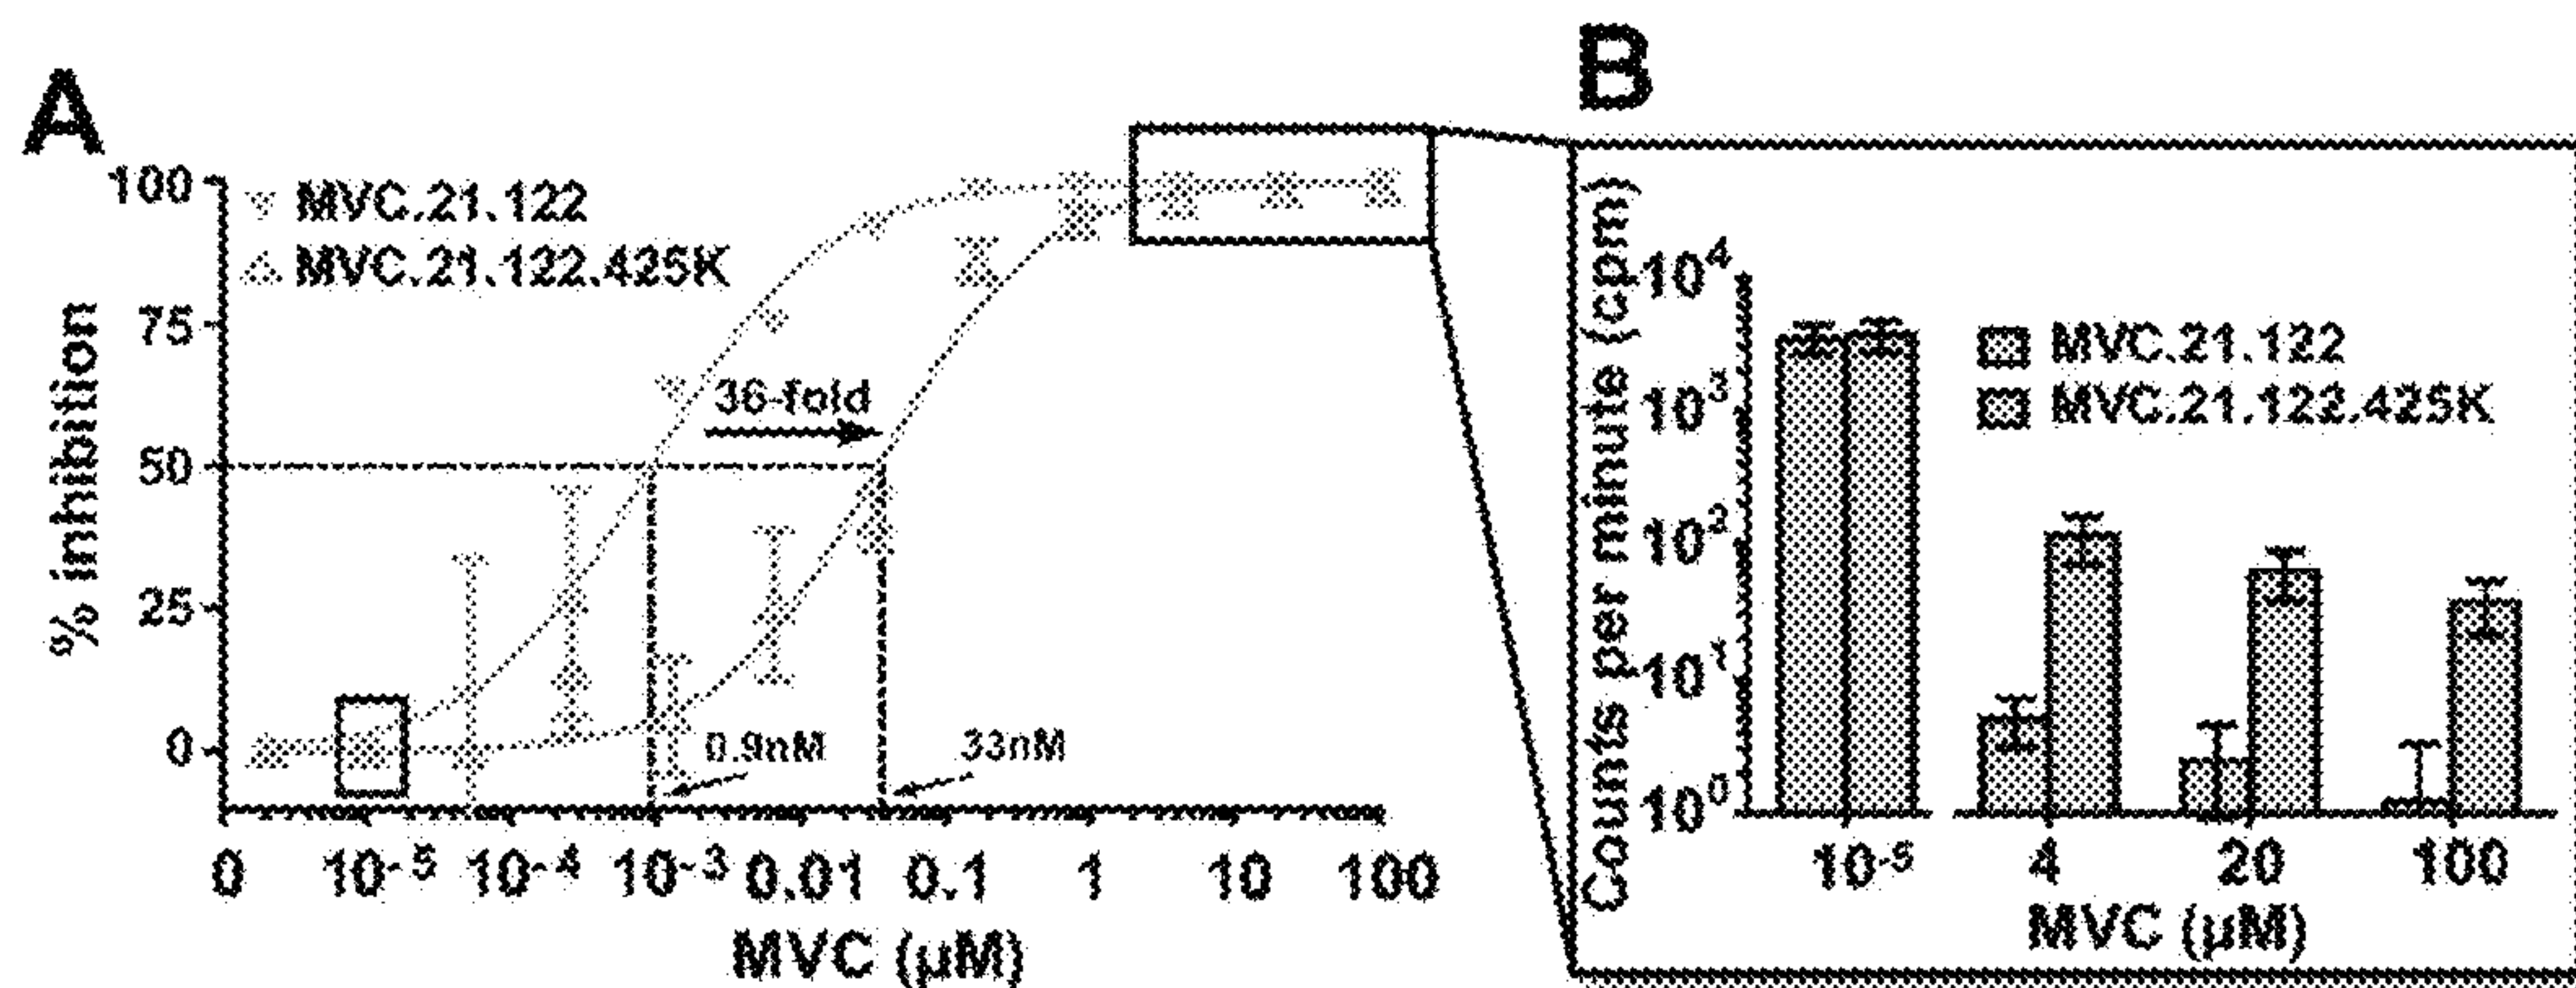 A
100
75
50
25
0
% inhibition
MVC.21.122
MVC.21.122.425K
36-fold
0.9nM
33nM
0 10⁻⁵ 10⁻⁴ 10⁻³ 0.01 0.1 1 10 100
MVC (µM)
B
Counts per minute (cpm)
10⁴
10³
10²
10¹
10⁰
MVC.21.122
MVC.21.122.425K
10⁻⁵ 4 20 100
MVC (µM)